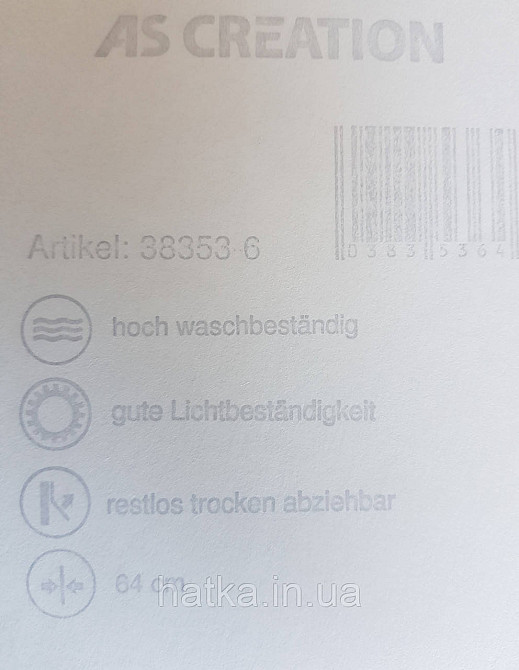 AS CREATION
0383 5364
Artikel: 38353-6
hoch waschbeständig
gute Lichtbeständigkeit
restlos trocken abziehbar
64 cm
hatka.in.ua